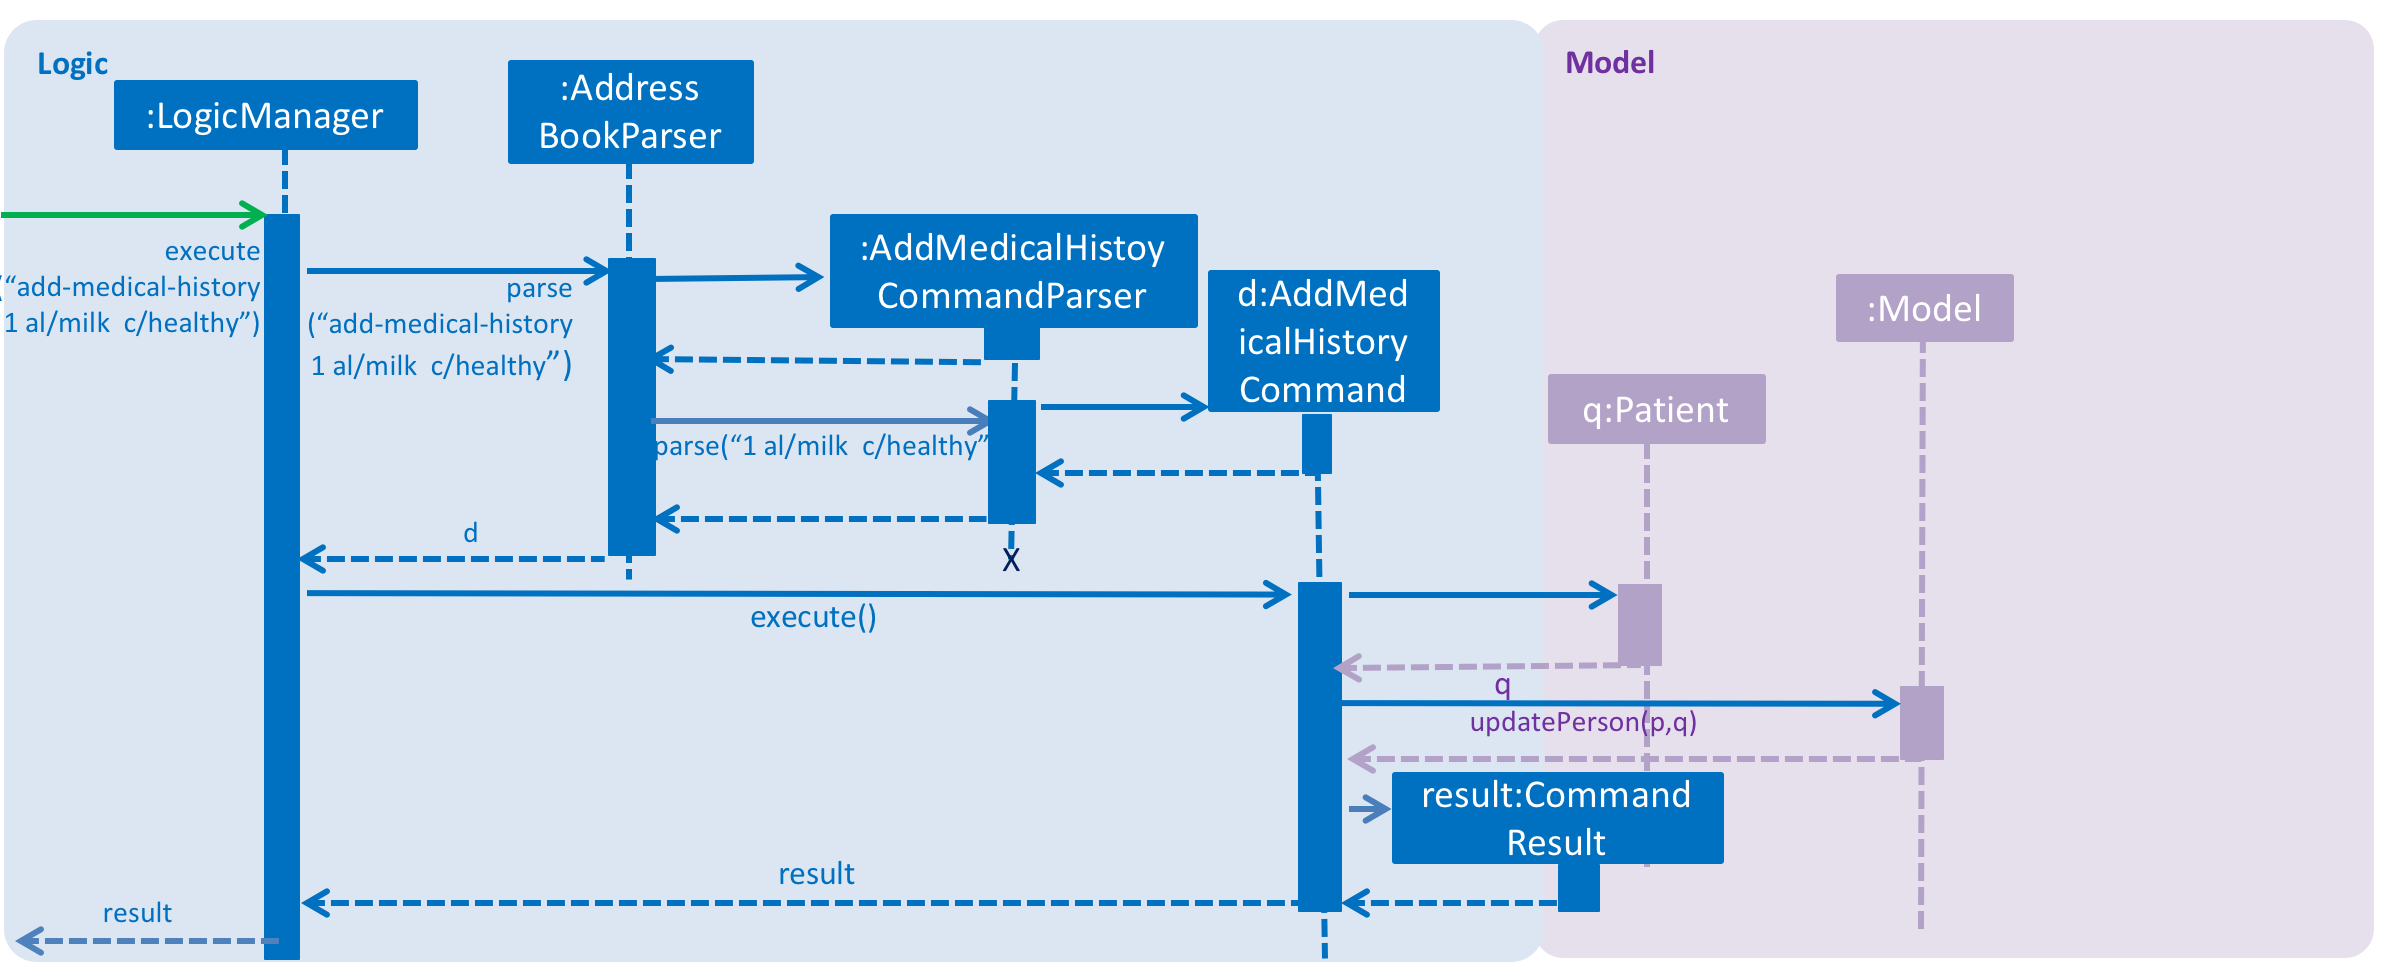 Logic
Model
:LogicManager
:Address
BookParser
:AddMedicalHistoy
CommandParser
d:AddMed
icalHistory
Command
:Model
q:Patient
execute
(“add-medical-history
1 al/milk  c/healthy”)
parse
(“add-medical-history
1 al/milk  c/healthy”)
parse(“1 al/milk  c/healthy”
d
X
execute()
q
updatePerson(p,q)
result:Command
Result
result
result